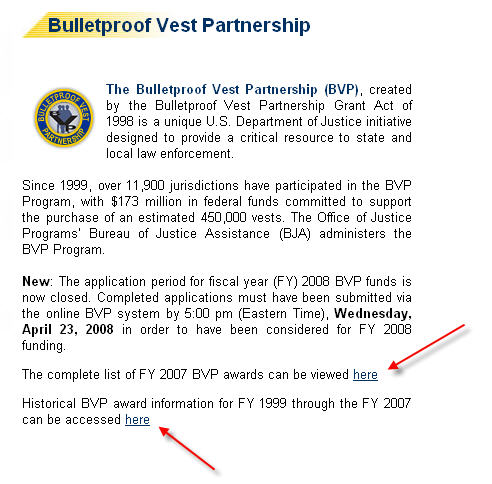 Bulletproof Vest Partnership
BULLETPROOF VEST
PARTNERSHIP
The Bulletproof Vest Partnership (BVP), created
by the Bulletproof Vest Partnership Grant Act of
1998 is a unique U.S. Department of Justice initiative
designed to provide a critical resource to state and
local law enforcement.
Since 1999, over 11,900 jurisdictions have participated in the BVP
Program, with $173 million in federal funds committed to support
the purchase of an estimated 450,000 vests. The Office of Justice
Programs' Bureau of Justice Assistance (BJA) administers the
BVP Program.
New: The application period for fiscal year (FY) 2008 BVP funds is
now closed. Completed applications must have been submitted via
the online BVP system by 5:00 pm (Eastern Time), Wednesday,
April 23, 2008 in order to have been considered for FY 2008
funding.
The complete list of FY 2007 BVP awards can be viewed here
Historical BVP award information for FY 1999 through the FY 2007
can be accessed here